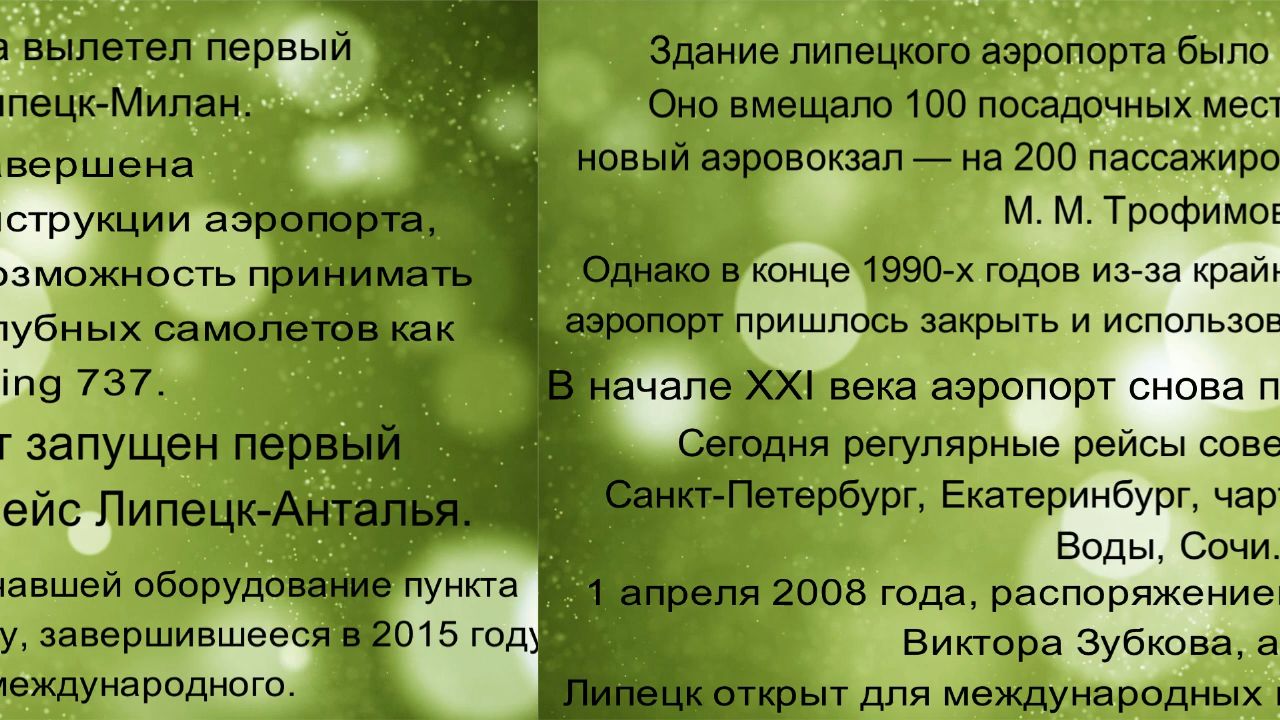 а вылетел первый
ипецк-Милан.
авершена
нструкции аэропорта,
озможность принимать
лубных самолетов как
ing 737.
т запущен первый
ейс Липецк-Анталья.
навшей оборудование пункта
у, завершившееся в 2015 году
международного.
Здание липецкого аэропорта было
Оно вмещало 100 посадочных мест
новый аэровокзал — на 200 пассажиро
М. М. Трофимов
Однако в конце 1990-х годов из-за край
аэропорт пришлось закрыть и использов
В начале XXI века аэропорт снова п
Сегодня регулярные рейсы сове
Санкт-Петербург, Екатеринбург, чарт
Воды, Сочи.
1 апреля 2008 года, распоряжение
Виктора Зубкова, а
Липецк открыт для международных